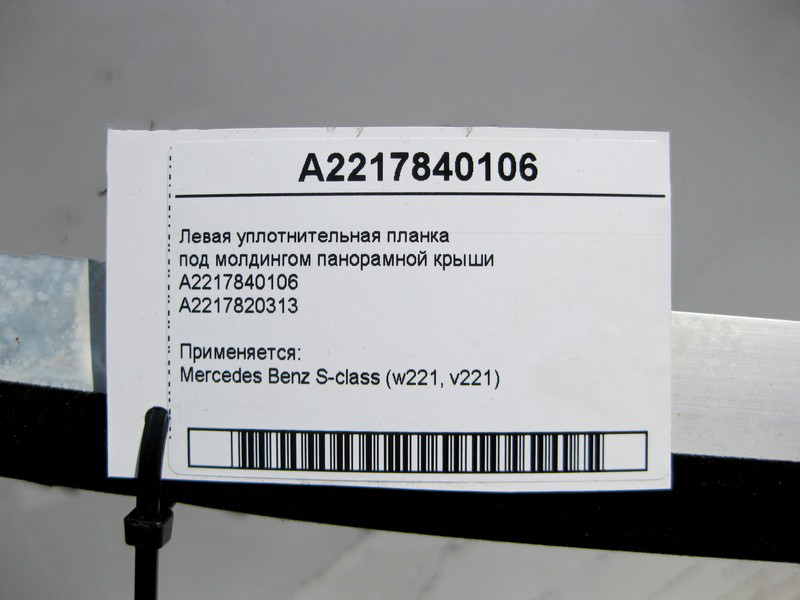 A2217840106
Левая уплотнительная планка
под молдингом панорамной крыши
A2217840106
A2217820313
Применяется:
Mercedes Benz S-class (w221, v221)